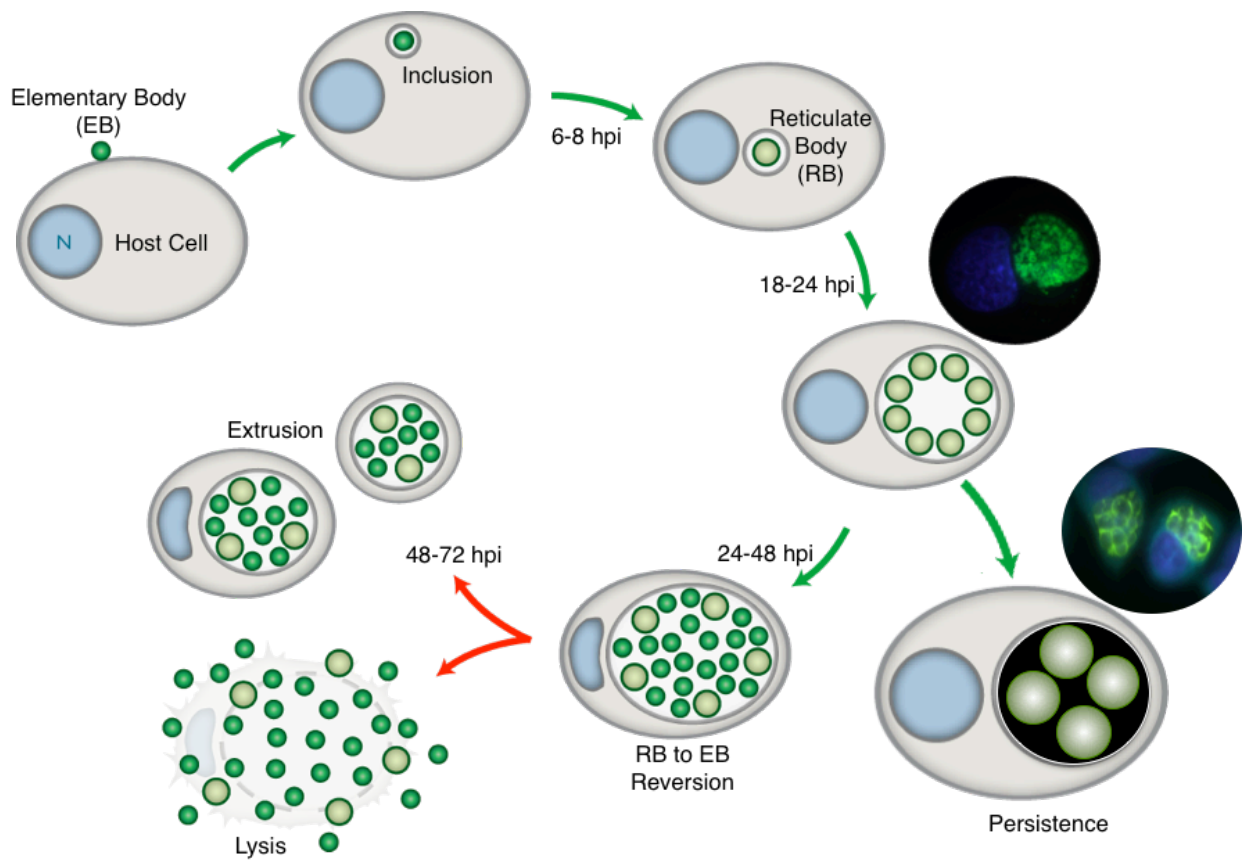 Elementary Body
(EB)
N
Host Cell
Inclusion
6-8 hpi
Reticulate
Body
(RB)
18-24 hpi
24-48 hpi
Persistence
RB to EB
Reversion
48-72 hpi
Extrusion
Lysis